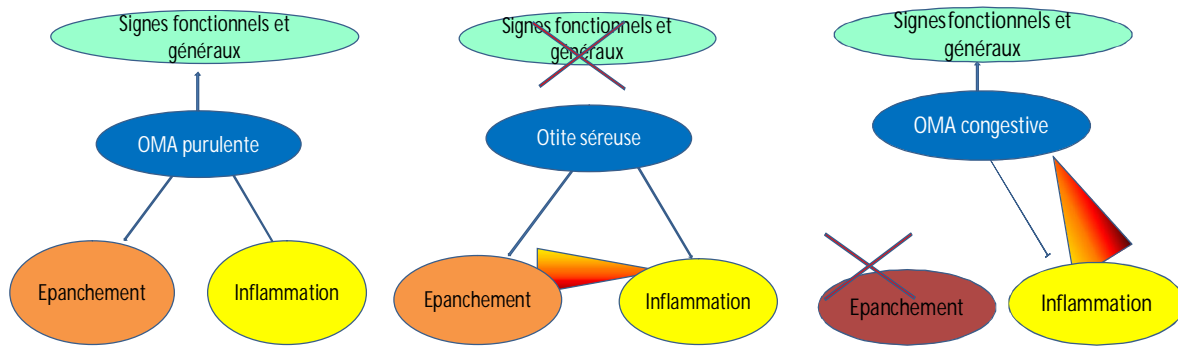 Signes fonctionnels et
généraux
OMA purulente
Epanchement
Inflammation
Signes fonctionnels et
généraux
Otite séreuse
Epanchement
Inflammation
Signes fonctionnels et
généraux
OMA congestive
Epanchement
Inflammation